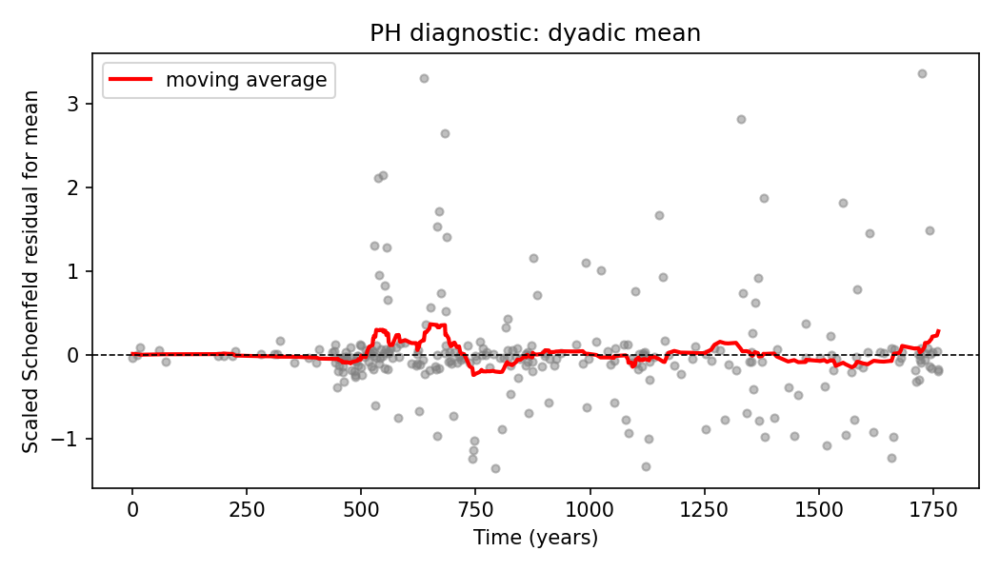 PH diagnostic: dyadic mean
moving average
Scaled Schoenfeld residual for mean
3
2
1
0
−1
0 250 500 750 1000 1250 1500 1750
Time (years)